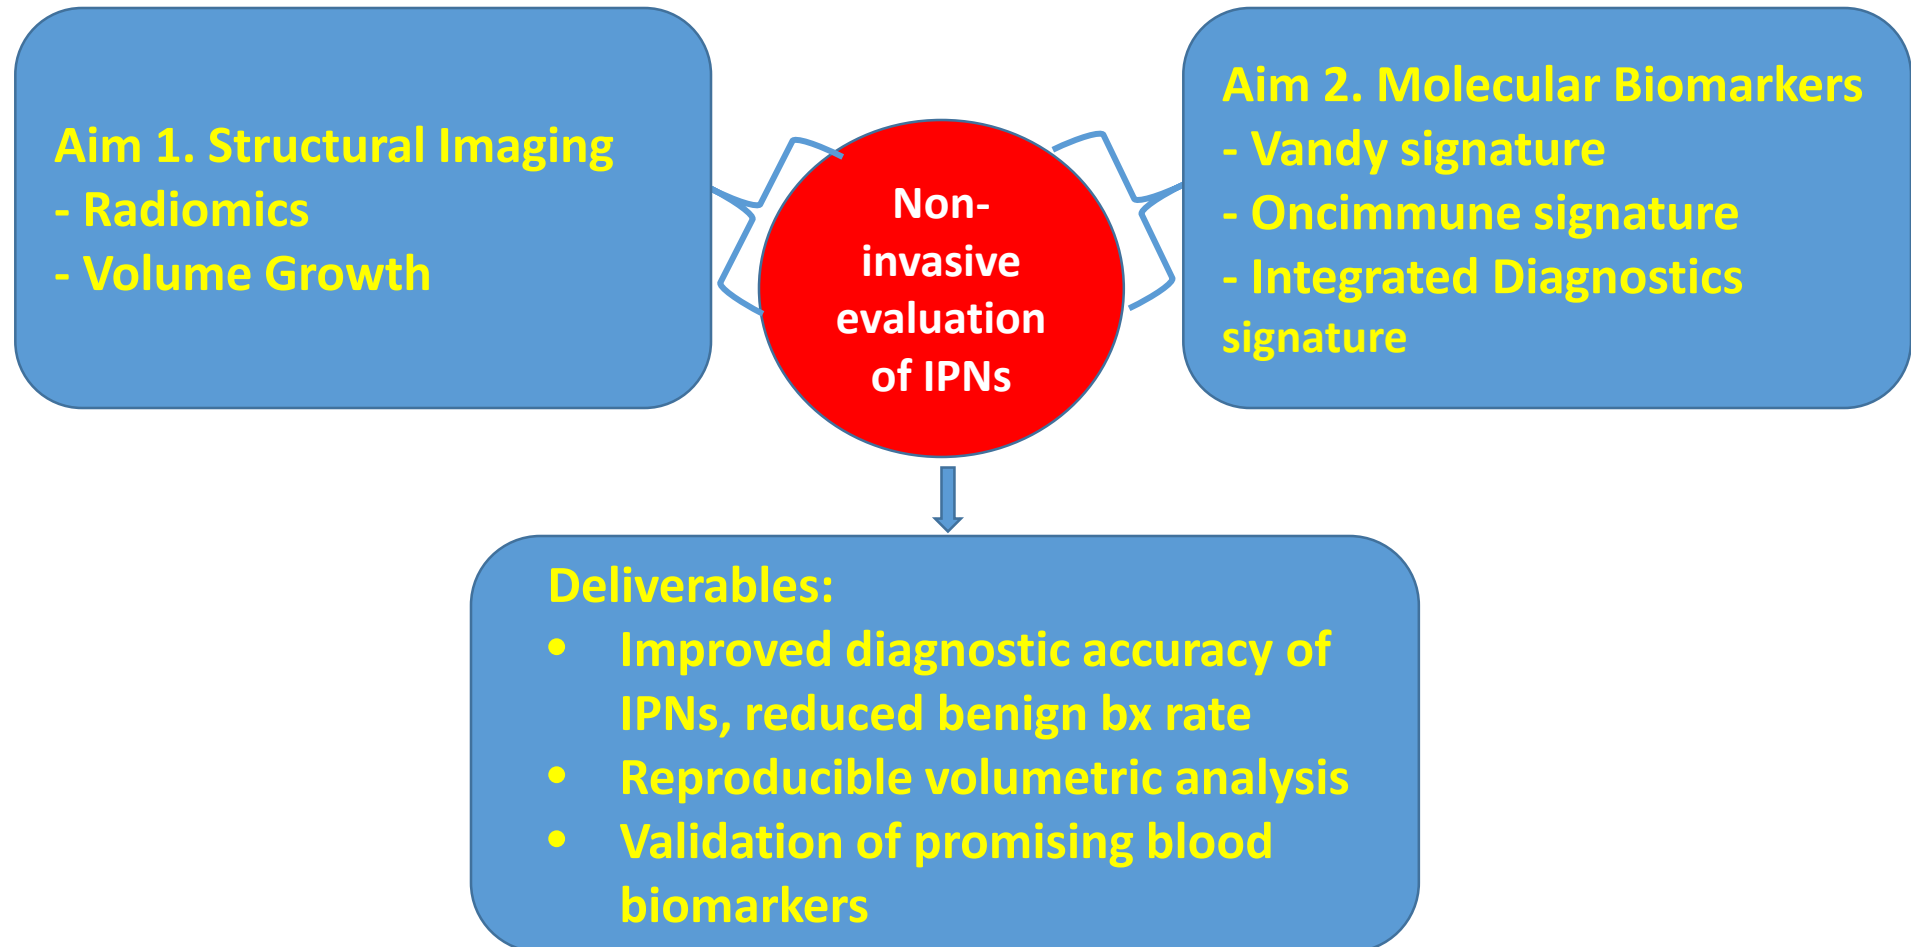 Aim 1. Structural Imaging
- Radiomics
- Volume Growth
Non-
invasive
evaluation
of IPNs
Aim 2. Molecular Biomarkers
- Vandy signature
- Oncimmune signature
- Integrated Diagnostics
signature
Deliverables:
• Improved diagnostic accuracy of
IPNs, reduced benign bx rate
• Reproducible volumetric analysis
• Validation of promising blood
biomarkers